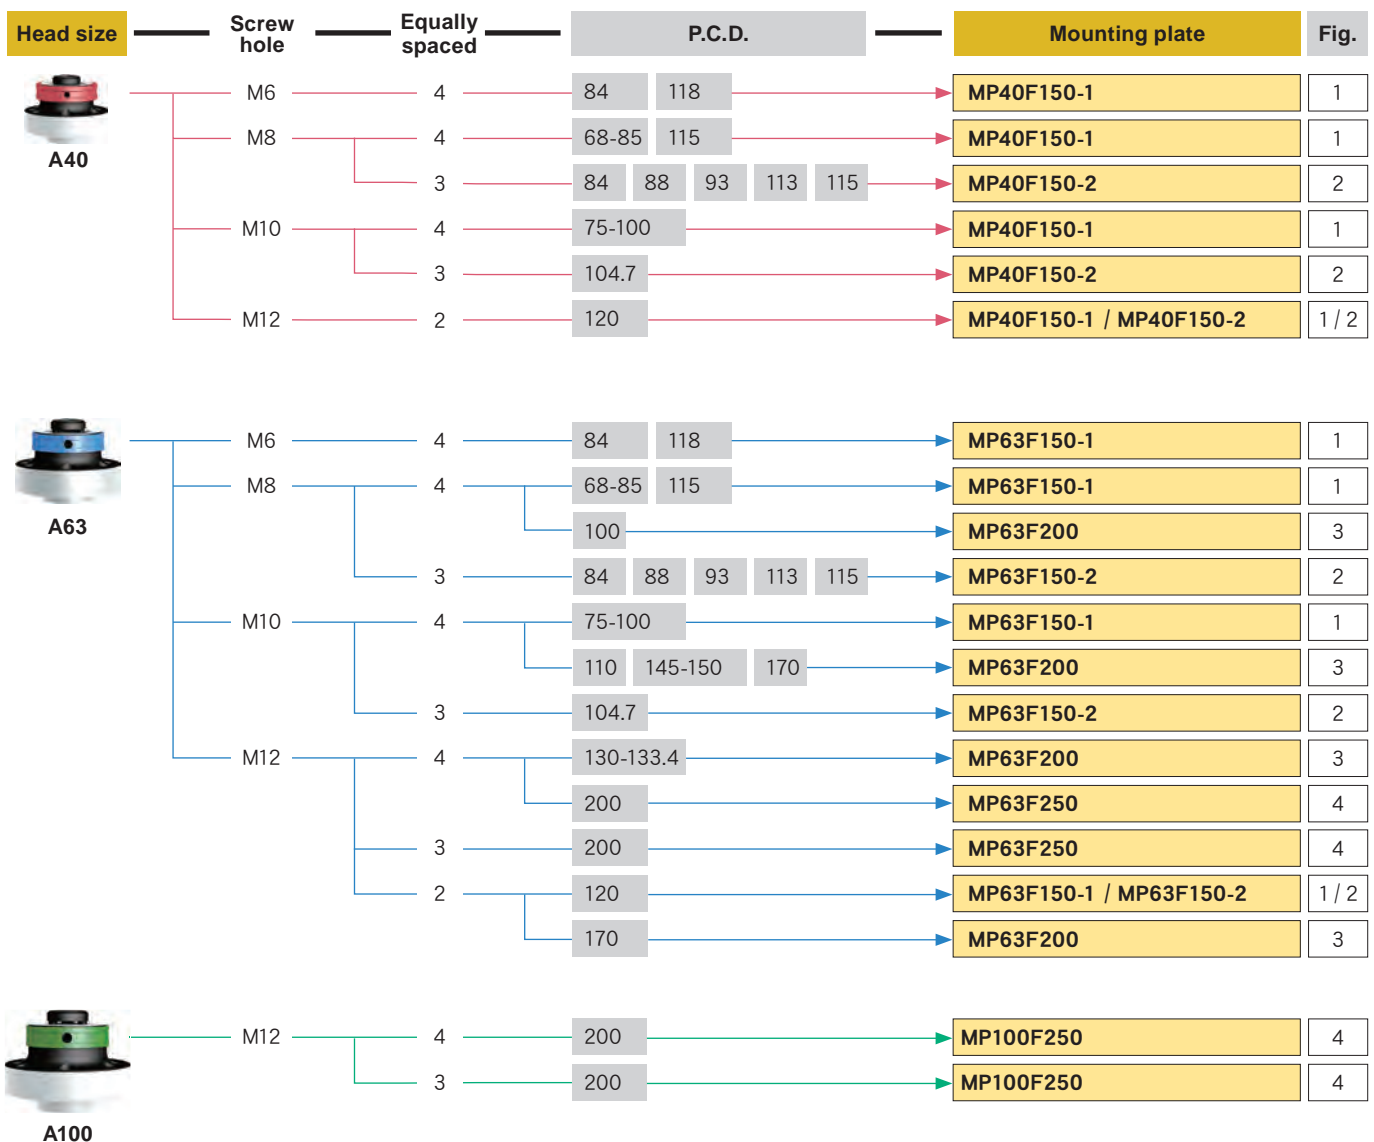 Head size Screw hole Equally spaced P.C.D. Mounting plate Fig.
M6 4 84 118 MP40F150-1 1
M8 4 68-85 115 MP40F150-1 1
A40
3 84 88 93 113 115 MP40F150-2 2
M10 4 75-100 MP40F150-1 1
3 104.7 MP40F150-2 2
M12 2 120 MP40F150-1 / MP40F150-2 1 / 2
M6 4 84 118 MP63F150-1 1
M8 4 68-85 115 MP63F150-1 1
A63
100 MP63F200 3
3 84 88 93 113 115 MP63F150-2 2
M10 4 75-100 MP63F150-1 1
110 145-150 170 MP63F200 3
3 104.7 MP63F150-2 2
M12 4 130-133.4 MP63F200 3
200 MP63F250 4
3 200 MP63F250 4
2 120 MP63F150-1 / MP63F150-2 1 / 2
170 MP63F200 3
M12 4 200 MP100F250 4
3 200 MP100F250 4
A100